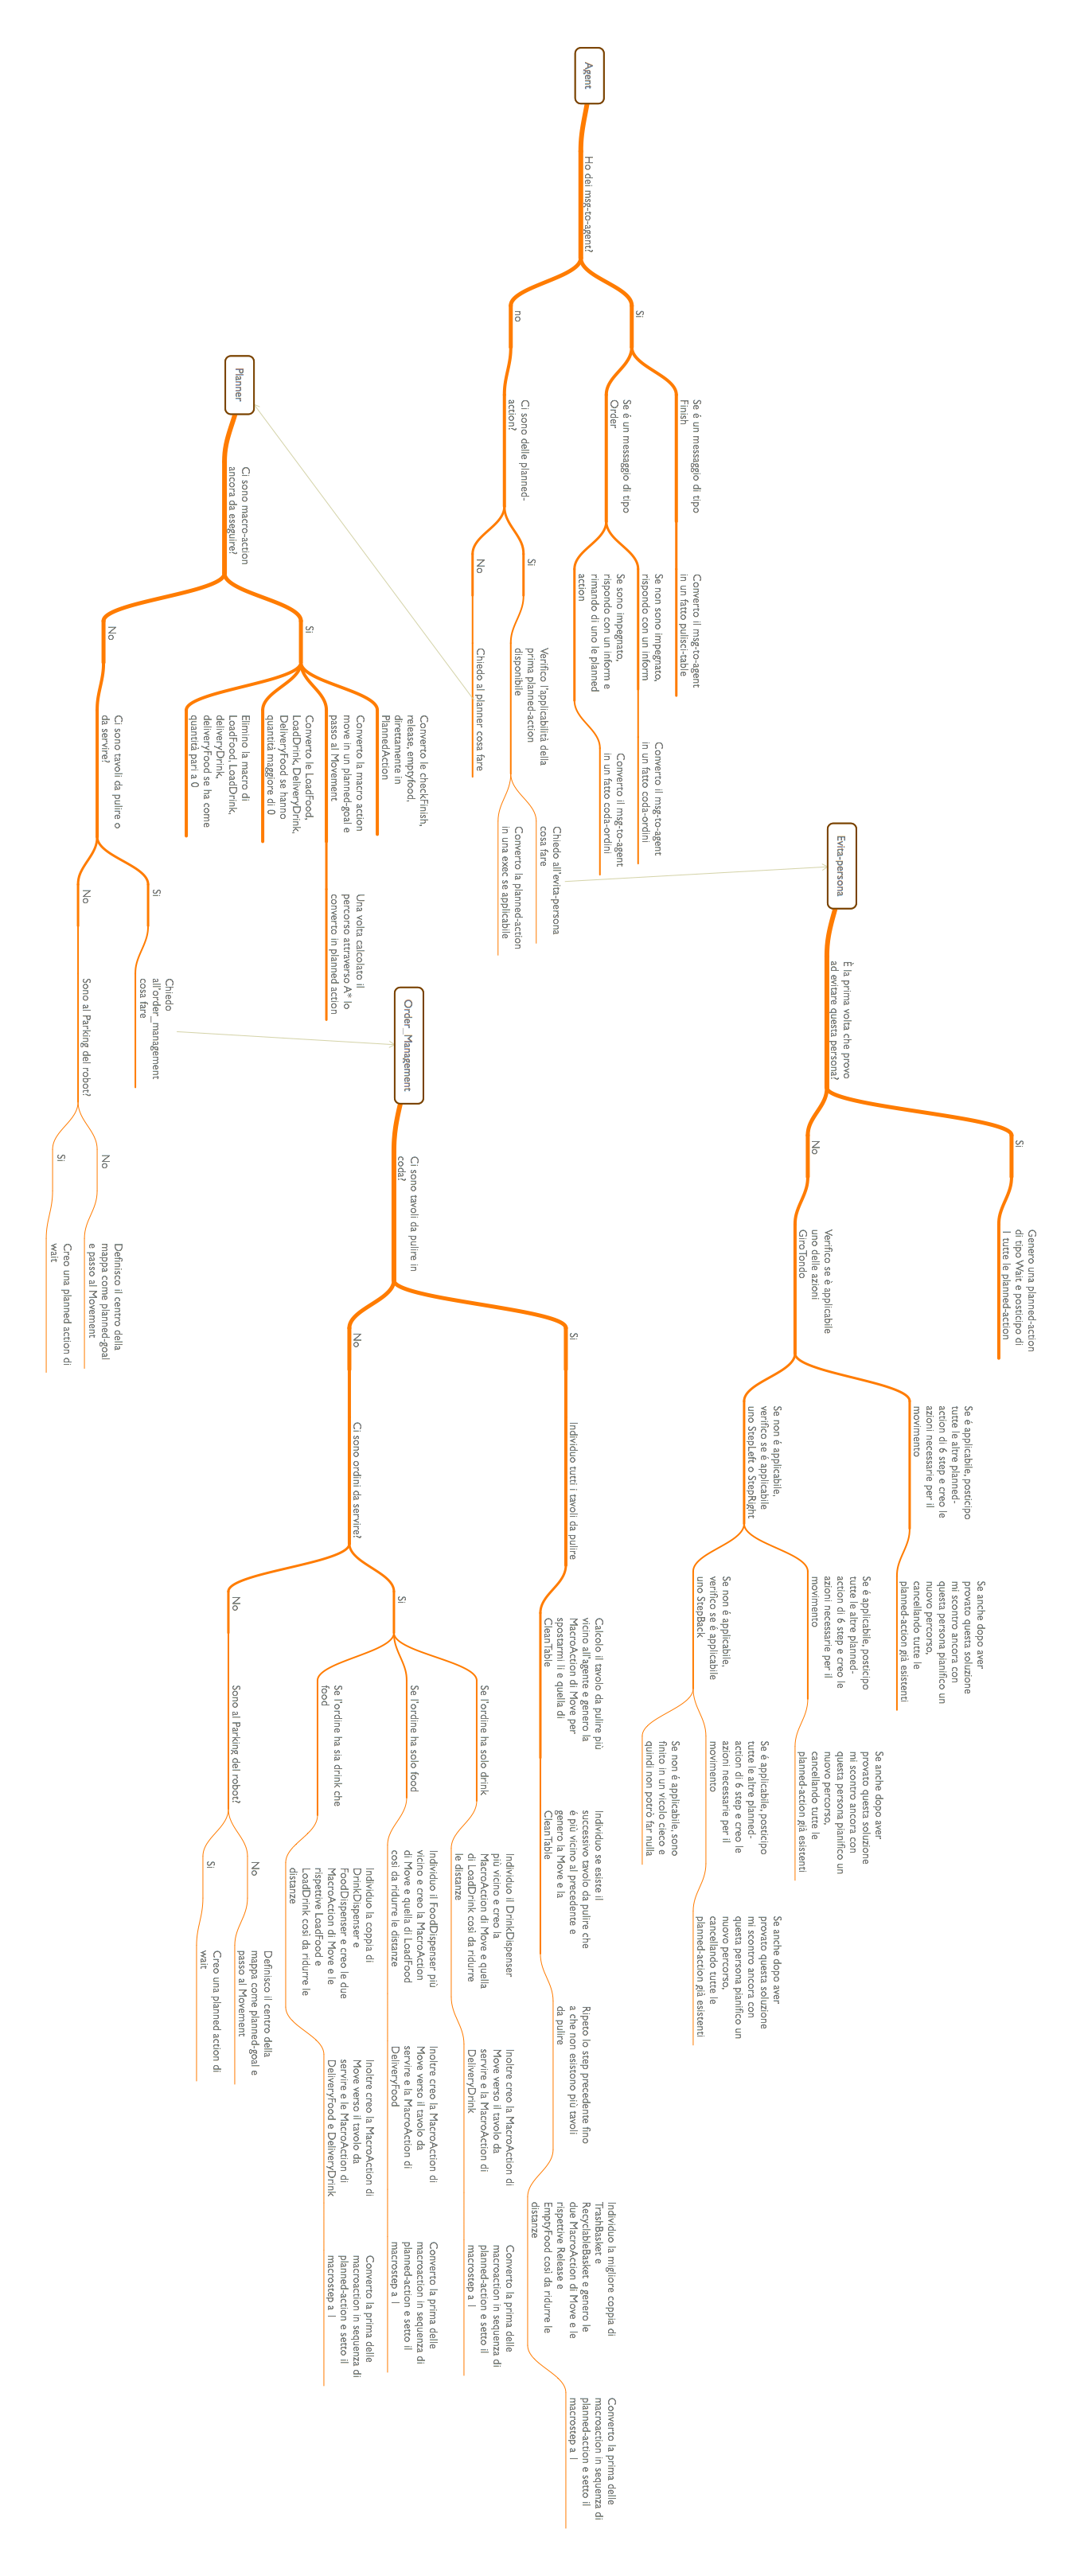 Agent
Ho dei msg-to-agent?
Si
Se é un messaggio di tipo
Finish
Converto il msg-to-agent
in un fatto pulisci-table
Se é un messaggio di tipo
Order
Se non sono impegnato,
rispondo con un inform
Converto il msg-to-agent
in un fatto coda-ordini
Se sono impegnato,
rispondo con un inform e
rimando di uno le planned
action
Converto il msg-to-agent
in un fatto coda-ordini
no
Ci sono delle planned-
action?
Si
Verifico l'applicabilità della
prima planned-action
disponibile
Chiedo all'evita-persona
cosa fare
Converto la planned-action
in una exec se applicabile
No
Chiedo al planner cosa fare
Evita-persona
È la prima volta che provo
ad evitare questa persona?
Si
Genero una planned-action
di tipo Wait e posticipo di
1 tutte le planned-action
No
Verifico se è applicabile
uno delle azioni
GiroTondo
Se é applicabile, posticipo
tutte le altre planned-
action di 6 step e creo le
azioni necessarie per il
movimento
Se anche dopo aver
provato questa soluzione
mi scontro ancora con
questa persona pianifico un
nuovo percorso,
cancellando tutte le
planned-action già esistenti
Se non é applicabile,
verifico se é applicabile
uno StepLeft o StepRight
Se é applicabile, posticipo
tutte le altre planned-
action di 6 step e creo le
azioni necessarie per il
movimento
Se anche dopo aver
provato questa soluzione
mi scontro ancora con
questa persona pianifico un
nuovo percorso,
cancellando tutte le
planned-action già esistenti
Se non é applicabile,
verifico se é applicabile
uno StepBack
Se é applicabile, posticipo
tutte le altre planned-
action di 6 step e creo le
azioni necessarie per il
movimento
Se anche dopo aver
provato questa soluzione
mi scontro ancora con
questa persona pianifico un
nuovo percorso,
cancellando tutte le
planned-action già esistenti
Se non é applicabile, sono
finito in un vicolo cieco e
quindi non potrò far nulla
Planner
Ci sono macro-action
ancora da eseguire?
Si
Converto le checkFinish,
release, emptyfood,
direttamente in
PlannedAction
Converto la macro action
move in un planned-goal e
passo al Movement
Una volta calcolato il
percorso attraverso A* lo
converto in planned action
Converto le LoadFood,
LoadDrink, DeliveryDrink,
DeliveryFood se hanno
quantità maggiore di 0
Elimino la macro di
LoadFood, LoadDrink,
deliveryDrink,
deliveryFood se ha come
quantità pari a 0
No
Ci sono tavoli da pulire o
da servire?
Si
Chiedo
all'order_management
cosa fare
No
Sono al Parking del robot?
No
Definisco il centro della
mappa come planned-goal
e passo al Movement
Si
Creo una planned action di
wait
Order_Management
Ci sono tavoli da pulire in
coda?
Si
Individuo tutti i tavoli da pulire
Calcolo il tavolo da pulire più
vicino all'agente e genero la
MacroAction di Move per
spostarmi lì e quella di
CleanTable
Individuo se esiste il
successivo tavolo da pulire che
é più vicino al precedente e
genero la Move e la
CleanTable
Ripeto lo step precedente fino
a che non esistono più tavoli
da pulire
Individuo la migliore coppia di
TrashBasket e
RecyclableBasket e genero le
due MacroAction di Move e le
rispettive Release e
EmptyFood così da ridurre le
distanze
Converto la prima delle
macroaction in sequenza di
planned-action e setto il
macrostep a 1
No
Ci sono ordini da servire?
Si
Se l'ordine ha solo drink
Individuo il DrinkDispenser
più vicino e creo la
MacroAction di Move e quella
di LoadDrink così da ridurre
le distanze
Inoltre creo la MacroAction di
Move verso il tavolo da
servire e la MacroAction di
DeliveryDrink
Converto la prima delle
macroaction in sequenza di
planned-action e setto il
macrostep a 1
Se l'ordine ha solo food
Individuo il FoodDispenser più
vicino e creo la MacroAction
di Move e quella di LoadFood
così da ridurre le distanze
Inoltre creo la MacroAction di
Move verso il tavolo da
servire e la MacroAction di
DeliveryFood
Converto la prima delle
macroaction in sequenza di
planned-action e setto il
macrostep a 1
Se l'ordine ha sia drink che
food
Individuo la coppia di
DrinkDispenser e
FoodDispenser e creo le due
MacroAction di Move e le
rispettive LoadFood e
LoadDrink così da ridurre le
distanze
Inoltre creo la MacroAction di
Move verso il tavolo da
servire e le MacroAction di
DeliveryFood e DeliveryDrink
Converto la prima delle
macroaction in sequenza di
planned-action e setto il
macrostep a 1
No
Sono al Parking del robot?
No
Definisco il centro della
mappa come planned-goal e
passo al Movement
Si
Creo una planned action di
wait